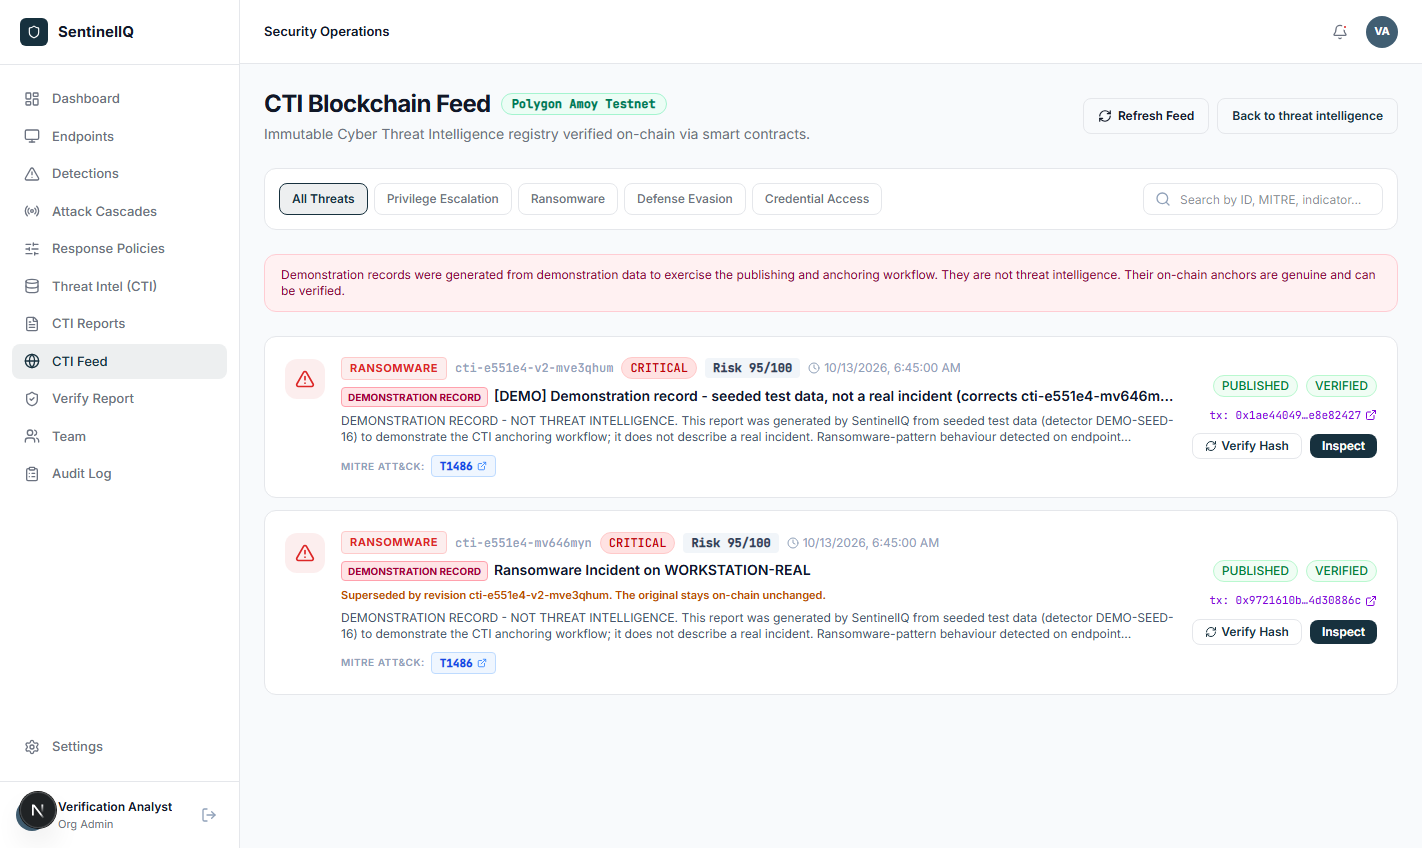 SentinelIQ
Security Operations
VA
Dashboard
Endpoints
Detections
Attack Cascades
Response Policies
Threat Intel (CTI)
CTI Reports
CTI Feed
Verify Report
Team
Audit Log
Settings
N
Verification Analyst
Org Admin
CTI Blockchain Feed
Polygon Amoy Testnet
Immutable Cyber Threat Intelligence registry verified on-chain via smart contracts.
Refresh Feed
Back to threat intelligence
All Threats
Privilege Escalation
Ransomware
Defense Evasion
Credential Access
Search by ID, MITRE, indicator...
Demonstration records were generated from demonstration data to exercise the publishing and anchoring workflow. They are not threat intelligence. Their on-chain anchors are genuine and can
be verified.
RANSOMWARE cti-e551e4-v2-mve3qhum CRITICAL Risk 95/100 10/13/2026, 6:45:00 AM
DEMONSTRATION RECORD [DEMO] Demonstration record - seeded test data, not a real incident (corrects cti-e551e4-mv646m...
DEMONSTRATION RECORD - NOT THREAT INTELLIGENCE. This report was generated by SentinelIQ from seeded test data (detector DEMO-SEED-
16) to demonstrate the CTI anchoring workflow; it does not describe a real incident. Ransomware-pattern behaviour detected on endpoint...
MITRE ATT&CK: T1486
PUBLISHED VERIFIED
tx: 0x1ae44049…e8e82427
Verify Hash
Inspect
RANSOMWARE cti-e551e4-mv646myn CRITICAL Risk 95/100 10/13/2026, 6:45:00 AM
DEMONSTRATION RECORD Ransomware Incident on WORKSTATION-REAL
Superseded by revision cti-e551e4-v2-mve3qhum. The original stays on-chain unchanged.
DEMONSTRATION RECORD - NOT THREAT INTELLIGENCE. This report was generated by SentinelIQ from seeded test data (detector DEMO-SEED-
16) to demonstrate the CTI anchoring workflow; it does not describe a real incident. Ransomware-pattern behaviour detected on endpoint...
MITRE ATT&CK: T1486
PUBLISHED VERIFIED
tx: 0x9721610b…4d30886c
Verify Hash
Inspect